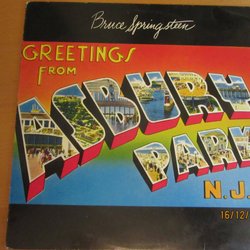 Bruce Springsteen
GREETINGS
FROM
ASBURY
PARK
N.J.
16/12/